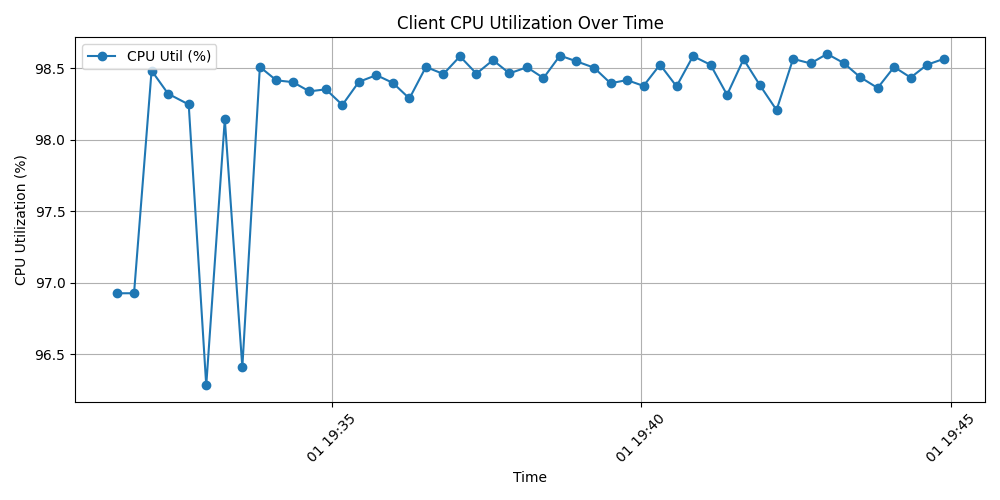 Client CPU Utilization Over Time
CPU Util (%)
CPU Utilization (%)
98.5
98.0
97.5
97.0
96.5
01 19:35
01 19:40
01 19:45
Time